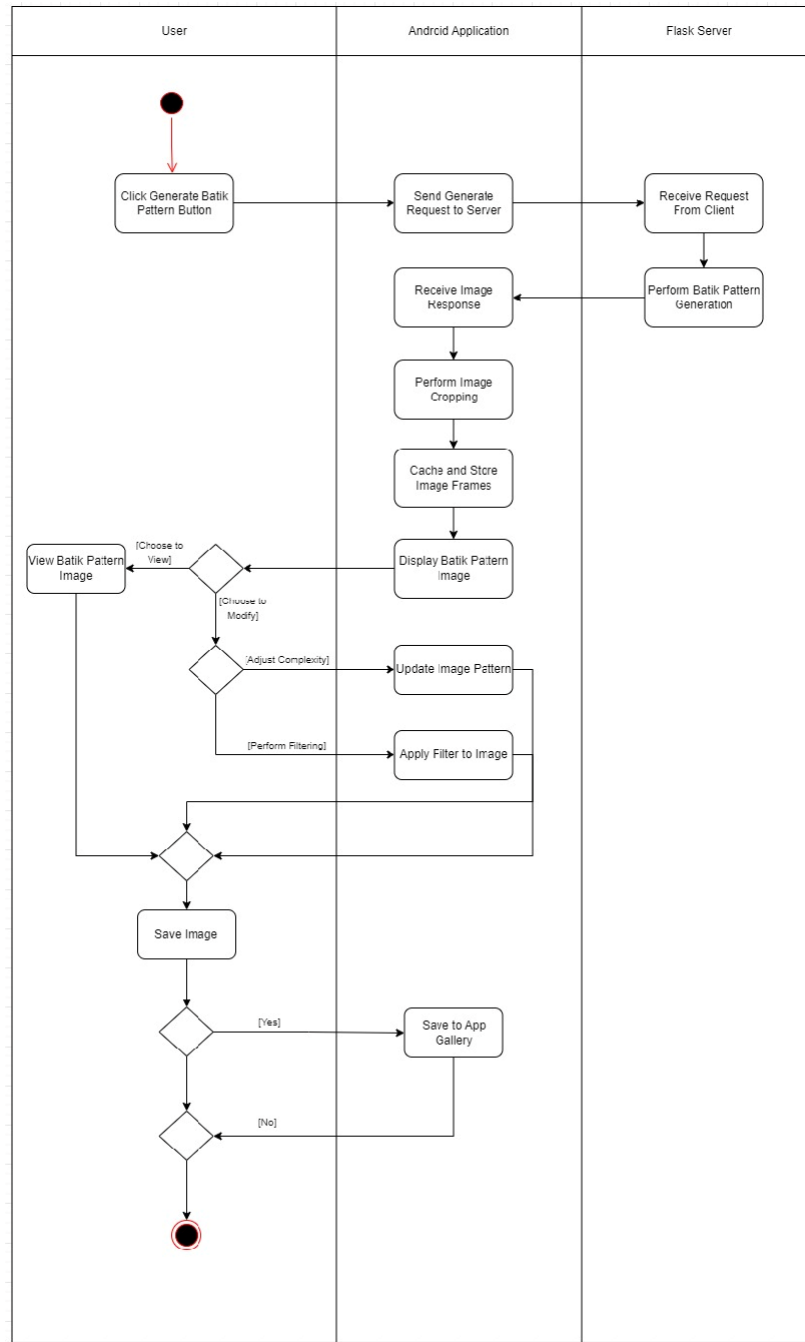 User
Android Application
Flask Server
Click Generate Batik
Pattern Button
Send Generate
Request to Server
Receive Request
From Client
Receive Image
Response
Perform Batik Pattern
Generation
Perform Image
Cropping
Cache and Store
Image Frames
[Choose to
View]
View Batik Pattern
Image
Display Batik Pattern
Image
[Choose to
Modify]
[Adjust Complexity]
Update Image Pattern
[Perform Filtering]
Apply Filter to Image
Save Image
[Yes]
Save to App
Gallery
[No]